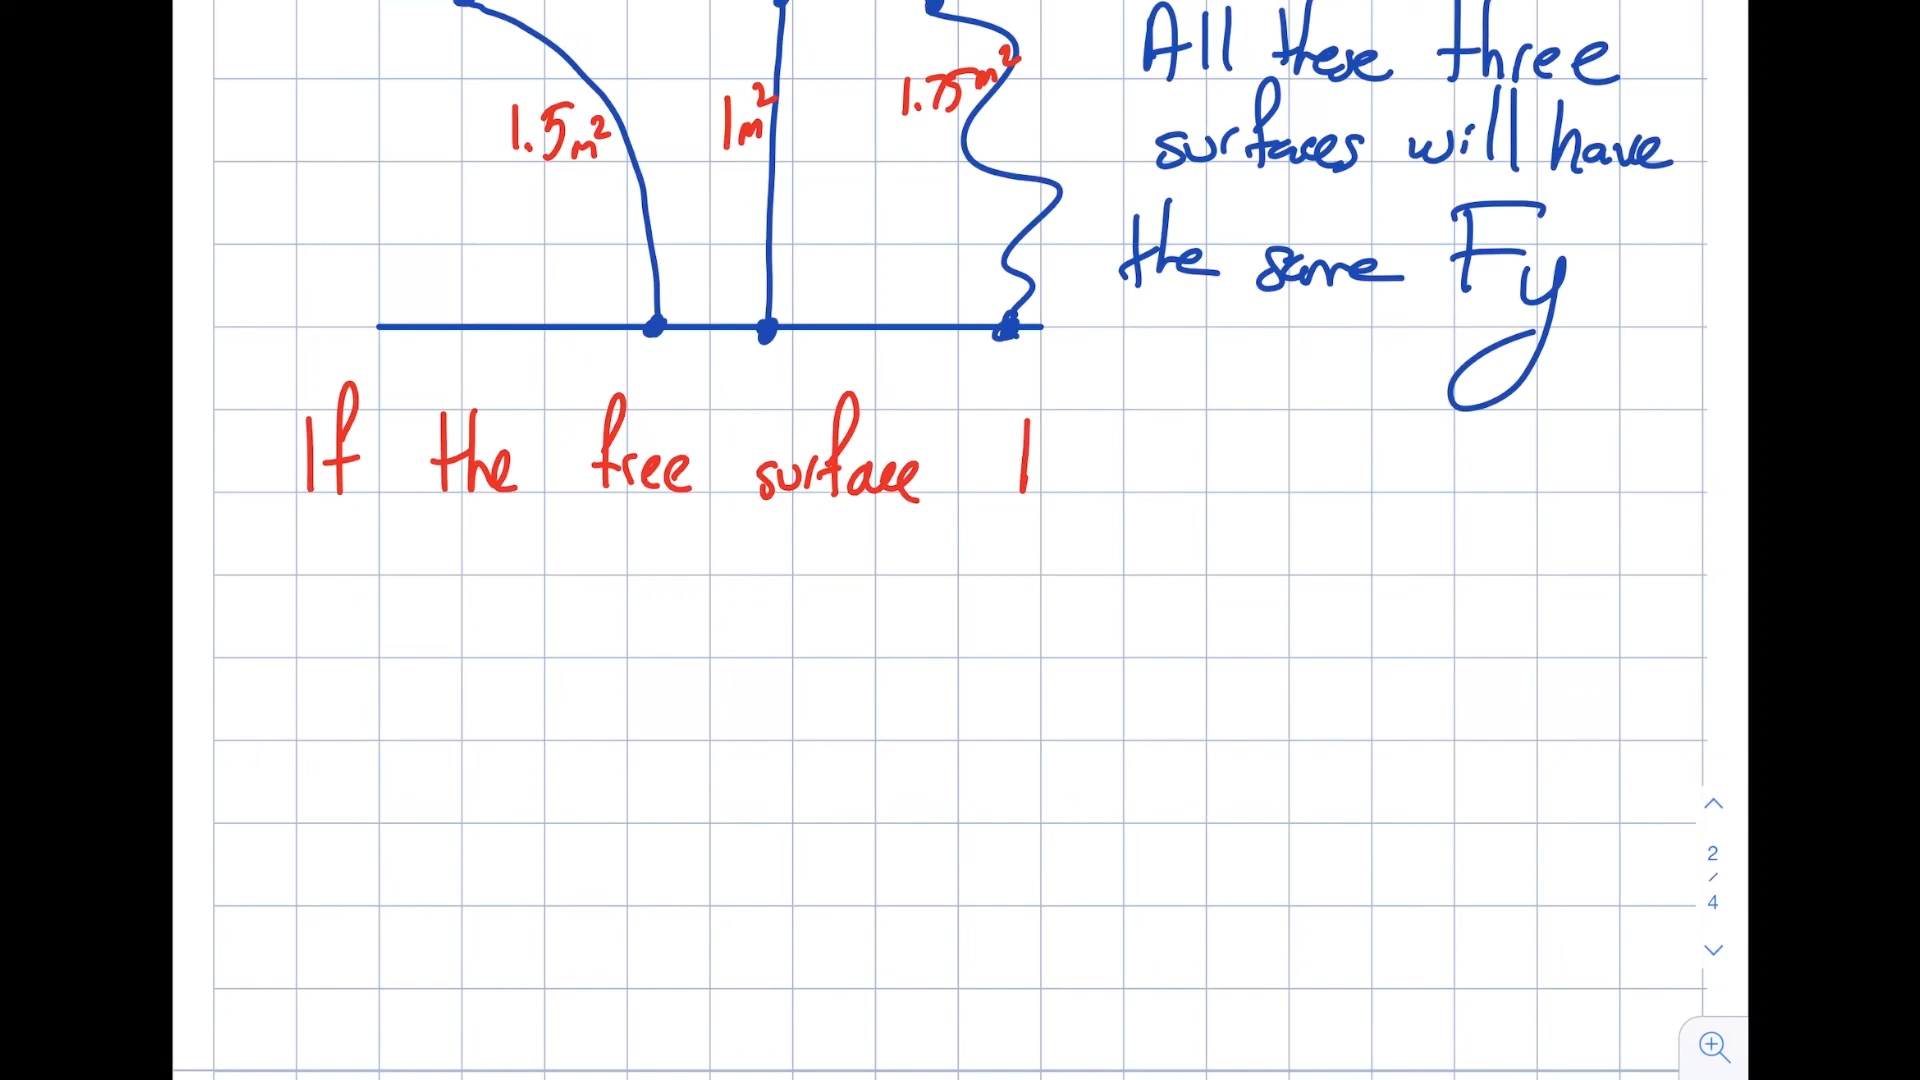 All these three
surfaces will have
the same Fy
1.5m²
1m²
1.75m²
If the free surface l
2
/
4